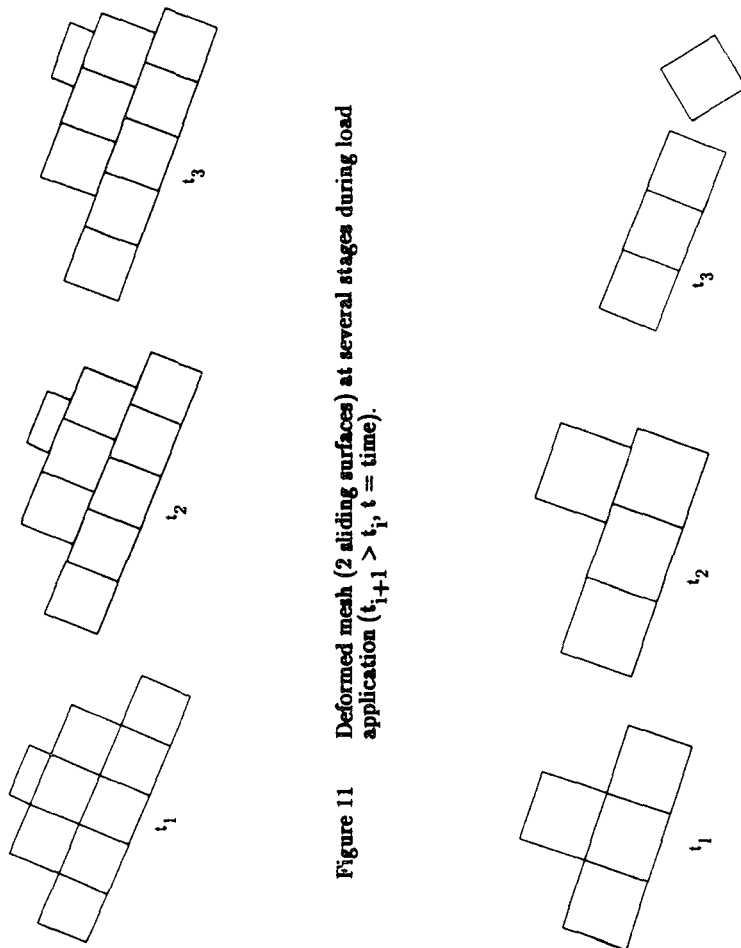 t₁
t₂
t₃
Figure 11 Deformed mesh (2 sliding surfaces) at several stages during load
application (tᵢ₊₁ > tᵢ, t = time).
t₁
t₂
t₃